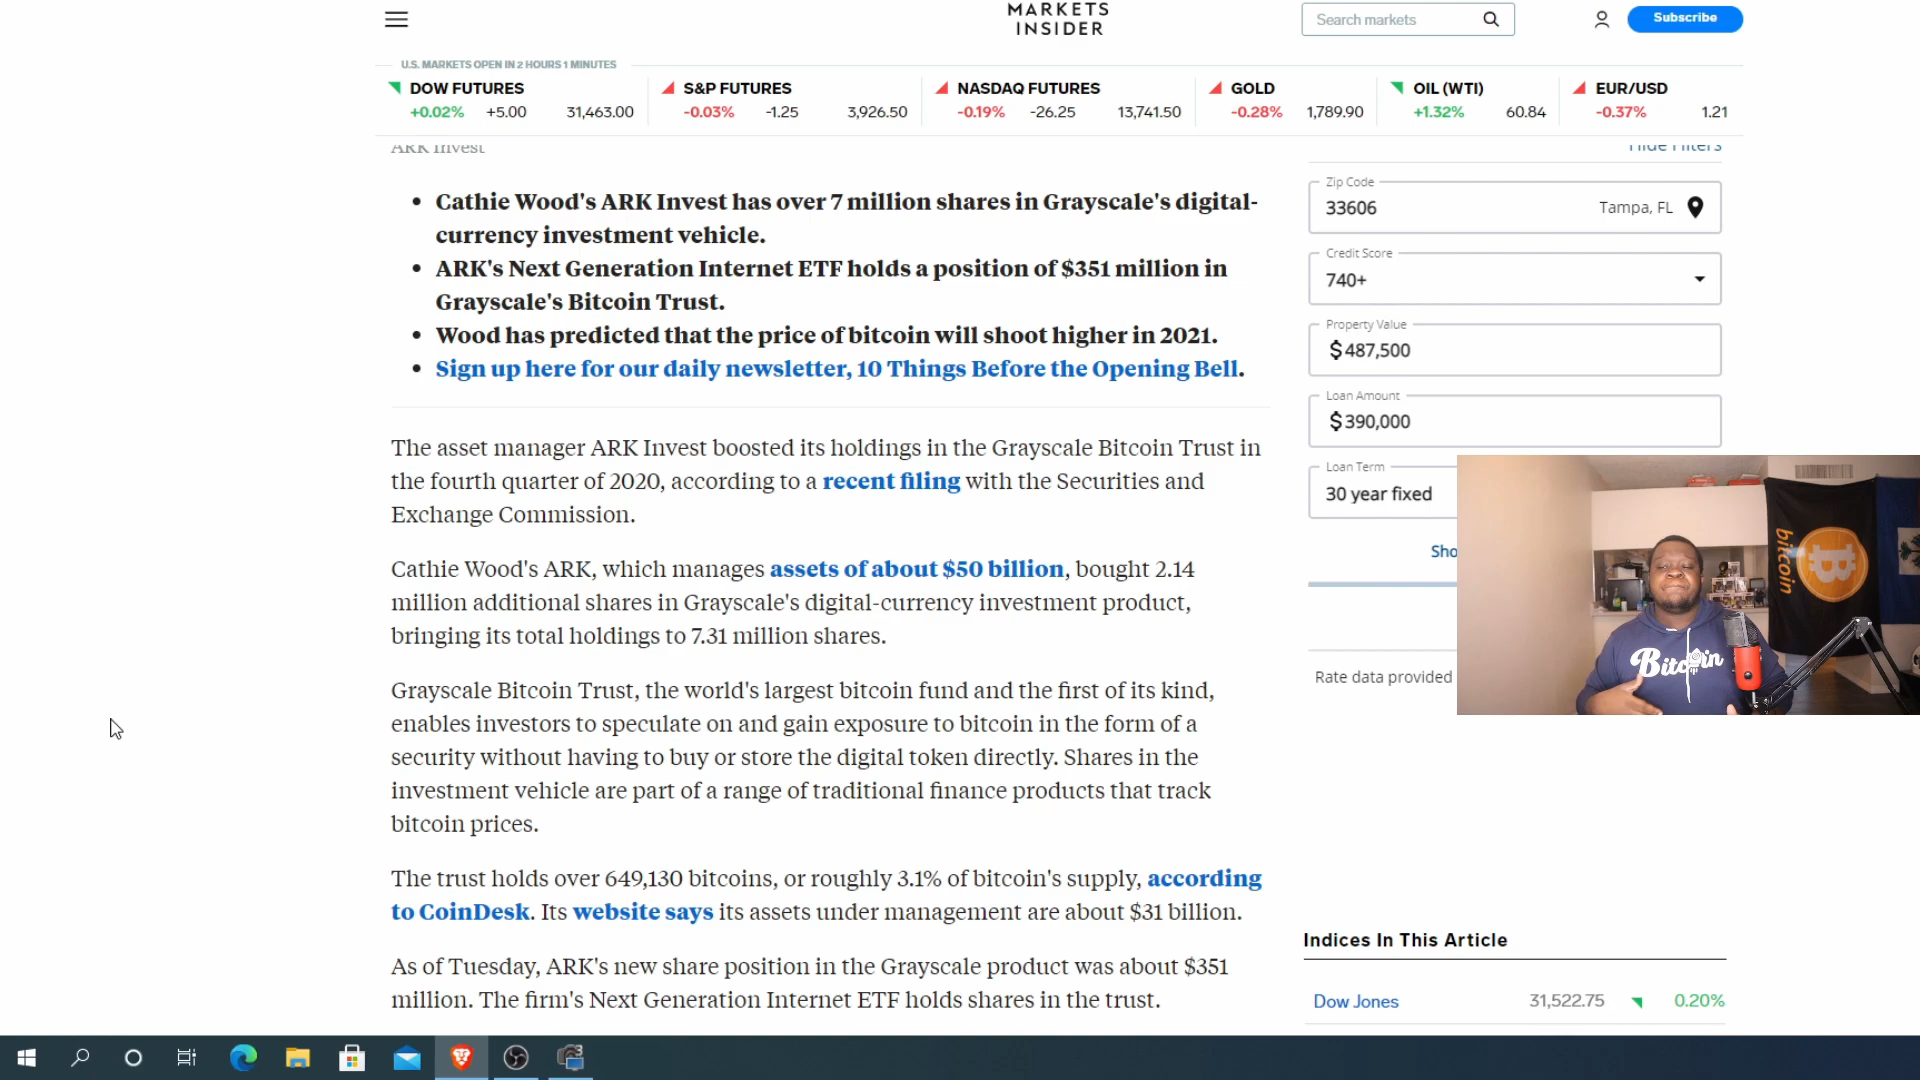 MARKETS
INSIDER
Search markets
Subscribe
U.S. MARKETS OPEN IN 2 HOURS 1 MINUTES
DOW FUTURES
+0.02% +5.00 31,463.00
S&P FUTURES
-0.03% -1.25 3,926.50
NASDAQ FUTURES
-0.19% -26.25 13,741.50
GOLD
-0.28% 1,789.90
OIL (WTI)
+1.32% 60.84
EUR/USD
-0.37% 1.21
ARK Invest
Hide Filters
• Cathie Wood's ARK Invest has over 7 million shares in Grayscale's digital-
currency investment vehicle.
• ARK's Next Generation Internet ETF holds a position of $351 million in
Grayscale's Bitcoin Trust.
• Wood has predicted that the price of bitcoin will shoot higher in 2021.
• Sign up here for our daily newsletter, 10 Things Before the Opening Bell.
The asset manager ARK Invest boosted its holdings in the Grayscale Bitcoin Trust in
the fourth quarter of 2020, according to a recent filing with the Securities and
Exchange Commission.
Cathie Wood's ARK, which manages assets of about $50 billion, bought 2.14
million additional shares in Grayscale's digital-currency investment product,
bringing its total holdings to 7.31 million shares.
Grayscale Bitcoin Trust, the world's largest bitcoin fund and the first of its kind,
enables investors to speculate on and gain exposure to bitcoin in the form of a
security without having to buy or store the digital token directly. Shares in the
investment vehicle are part of a range of traditional finance products that track
bitcoin prices.
The trust holds over 649,130 bitcoins, or roughly 3.1% of bitcoin's supply, according
to CoinDesk. Its website says its assets under management are about $31 billion.
As of Tuesday, ARK's new share position in the Grayscale product was about $351
million. The firm's Next Generation Internet ETF holds shares in the trust.
Zip Code
33606 Tampa, FL
Credit Score
740+
Property Value
$ 487,500
Loan Amount
$ 390,000
Loan Term
30 year fixed
Sho
Rate data provided
bitcoin
Bitcoin
Indices In This Article
Dow Jones 31,522.75 0.20%